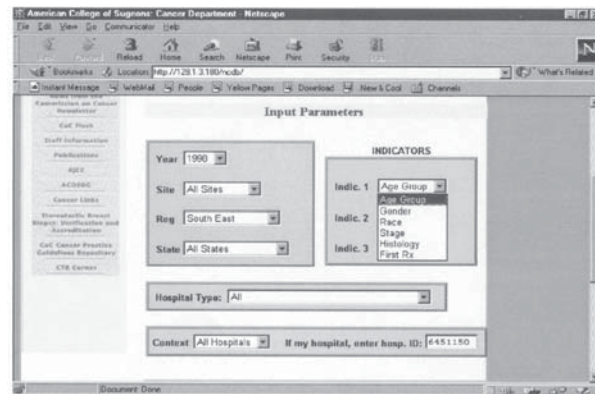 American College of Surgeons: Cancer Department - Netscape
File Edit View Go Communicator Help
Reload Home Search Netscape Print Security
Bookmarks Location: http://128.1.3.180/ncdb/ What's Related
Instant Message WebMail People Yellow Pages Download New & Cool Channels
News from the
Commission on Cancer
Newsletter
CoC Flash
Staff Information
Publications
AJCC
ACOSOG
Cancer Links
Stereotactic Breast
Biopsy: Verification and
Accreditation
CoC Cancer Practice
Guidelines Repository
CTR Corner
Input Parameters
Year 1990
Site All Sites
Reg South East
State All States
INDICATORS
Indic. 1 Age Group
Age Group
Gender
Indic. 2 Race
Stage
Indic. 3 Histology
First Rx
Hospital Type: All
Context All Hospitals If my hospital, enter hosp. ID: 6451150
Document: Done